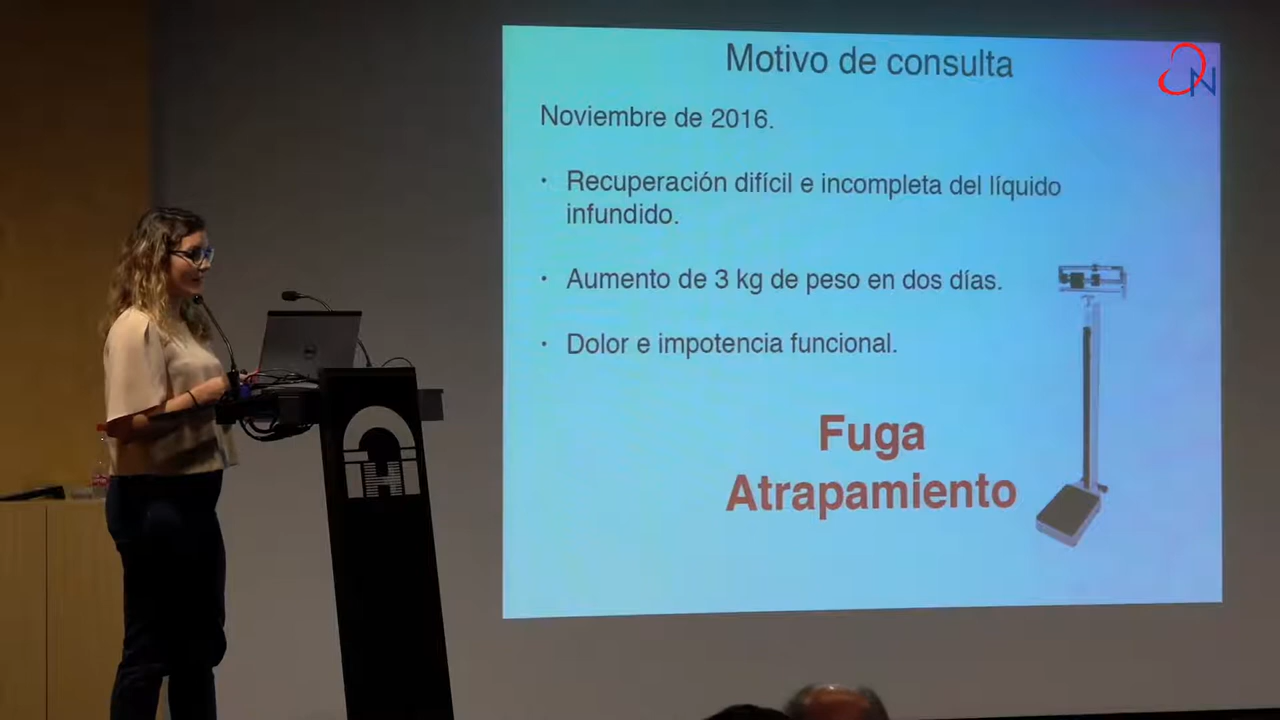 Motivo de consulta
Noviembre de 2016.
· Recuperación difícil e incompleta del líquido
infundido.
· Aumento de 3 kg de peso en dos días.
· Dolor e impotencia funcional.
Fuga
Atrapamiento
N